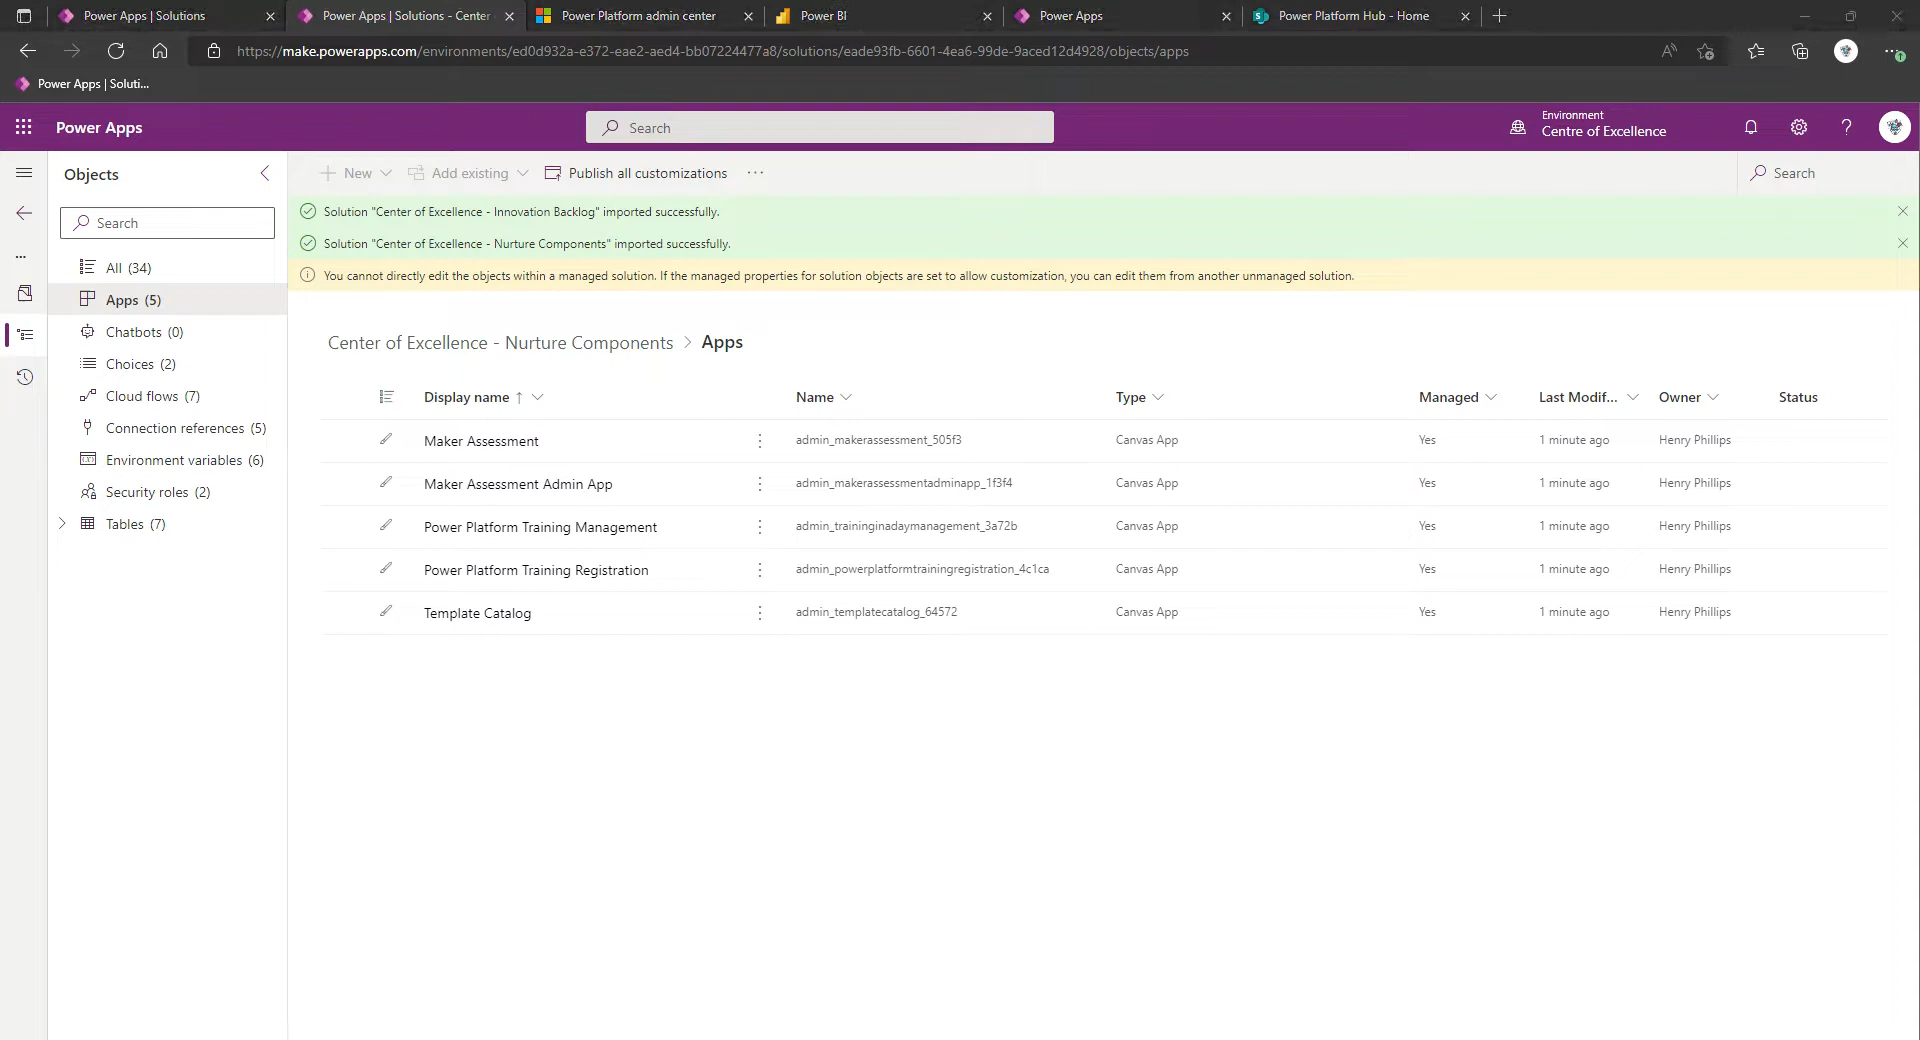 Power Apps | Solutions
Power Apps | Solutions - Center
Power Platform admin center
Power BI
Power Apps
Power Platform Hub - Home
https://make.powerapps.com/environments/ed0d932a-e372-eae2-aed4-bb07224477a8/solutions/eade93fb-6601-4ea6-99de-9aced12d4928/objects/apps
Power Apps | Soluti...
Power Apps
Search
Environment
Centre of Excellence
Objects
New
Add existing
Publish all customizations
Search
Search
Solution "Center of Excellence - Innovation Backlog" imported successfully.
Solution "Center of Excellence - Nurture Components" imported successfully.
You cannot directly edit the objects within a managed solution. If the managed properties for solution objects are set to allow customization, you can edit them from another unmanaged solution.
All (34)
Apps (5)
Chatbots (0)
Choices (2)
Cloud flows (7)
Connection references (5)
Environment variables (6)
Security roles (2)
Tables (7)
Center of Excellence - Nurture Components > Apps
Display name ↑ Name Type Managed Last Modif... Owner Status
Maker Assessment admin_makerassessment_505f3 Canvas App Yes 1 minute ago Henry Phillips
Maker Assessment Admin App admin_makerassessmentadminapp_1f3f4 Canvas App Yes 1 minute ago Henry Phillips
Power Platform Training Management admin_traininginadaymanagement_3a72b Canvas App Yes 1 minute ago Henry Phillips
Power Platform Training Registration admin_powerplatformtrainingregistration_4c1ca Canvas App Yes 1 minute ago Henry Phillips
Template Catalog admin_templatecatalog_64572 Canvas App Yes 1 minute ago Henry Phillips